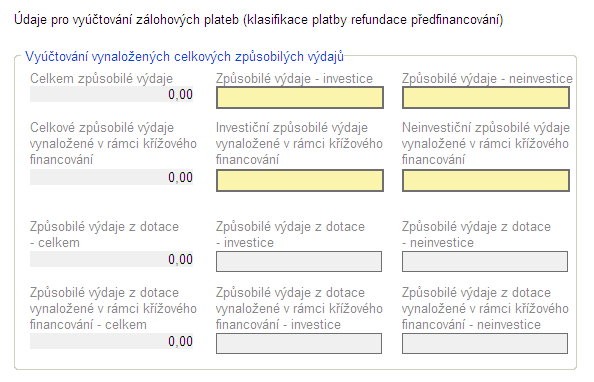 Údaje pro vyúčtování zálohových plateb (klasifikace platby refundace předfinancování)
Vyúčtování vynaložených celkových způsobilých výdajů
Celkem způsobilé výdaje
0,00
Způsobilé výdaje - investice
Způsobilé výdaje - neinvestice
Celkové způsobilé výdaje
vynaložené v rámci křížového
financování
0,00
Investiční způsobilé výdaje
vynaložené v rámci křížového
financování
Neinvestiční způsobilé výdaje
vynaložené v rámci křížového
financování
Způsobilé výdaje z dotace
- celkem
0,00
Způsobilé výdaje z dotace
- investice
Způsobilé výdaje z dotace
- neinvestice
Způsobilé výdaje z dotace
vynaložené v rámci křížového
financování - celkem
0,00
Způsobilé výdaje z dotace
vynaložené v rámci křížového
financování - investice
Způsobilé výdaje z dotace
vynaložené v rámci křížového
financování - neinvestice